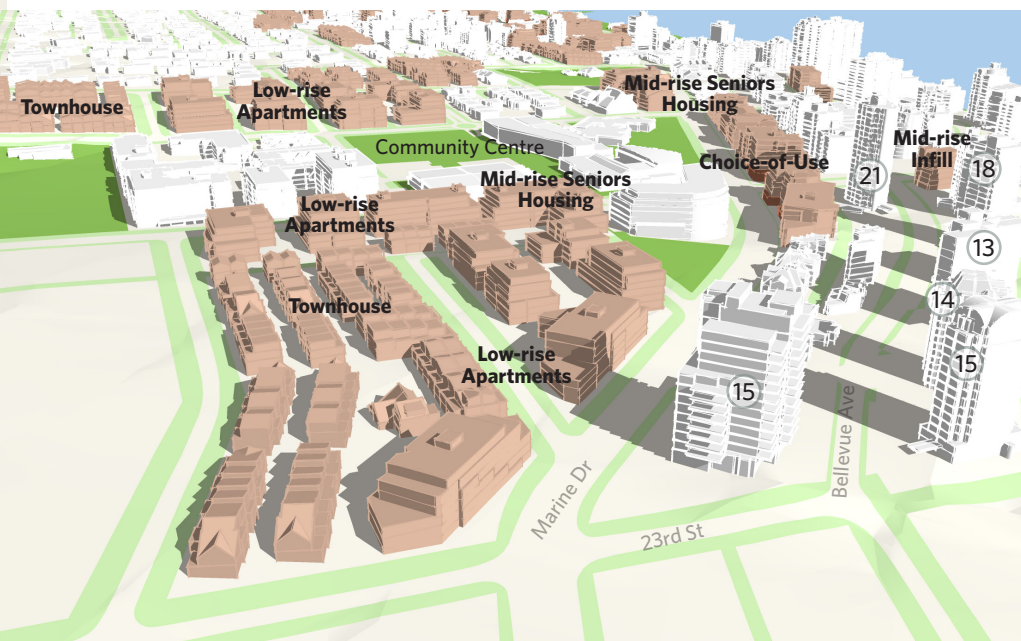 Mid-rise Seniors
Housing
Low-rise
Apartments
Townhouse
Mid-rise
Infill
Community Centre
Choice-of-Use
18
21
Mid-rise Seniors
Housing
Low-rise
Apartments
13
14
Townhouse
Low-rise
Apartments
15
15
Bellevue Ave
Marine Dr
23rd St